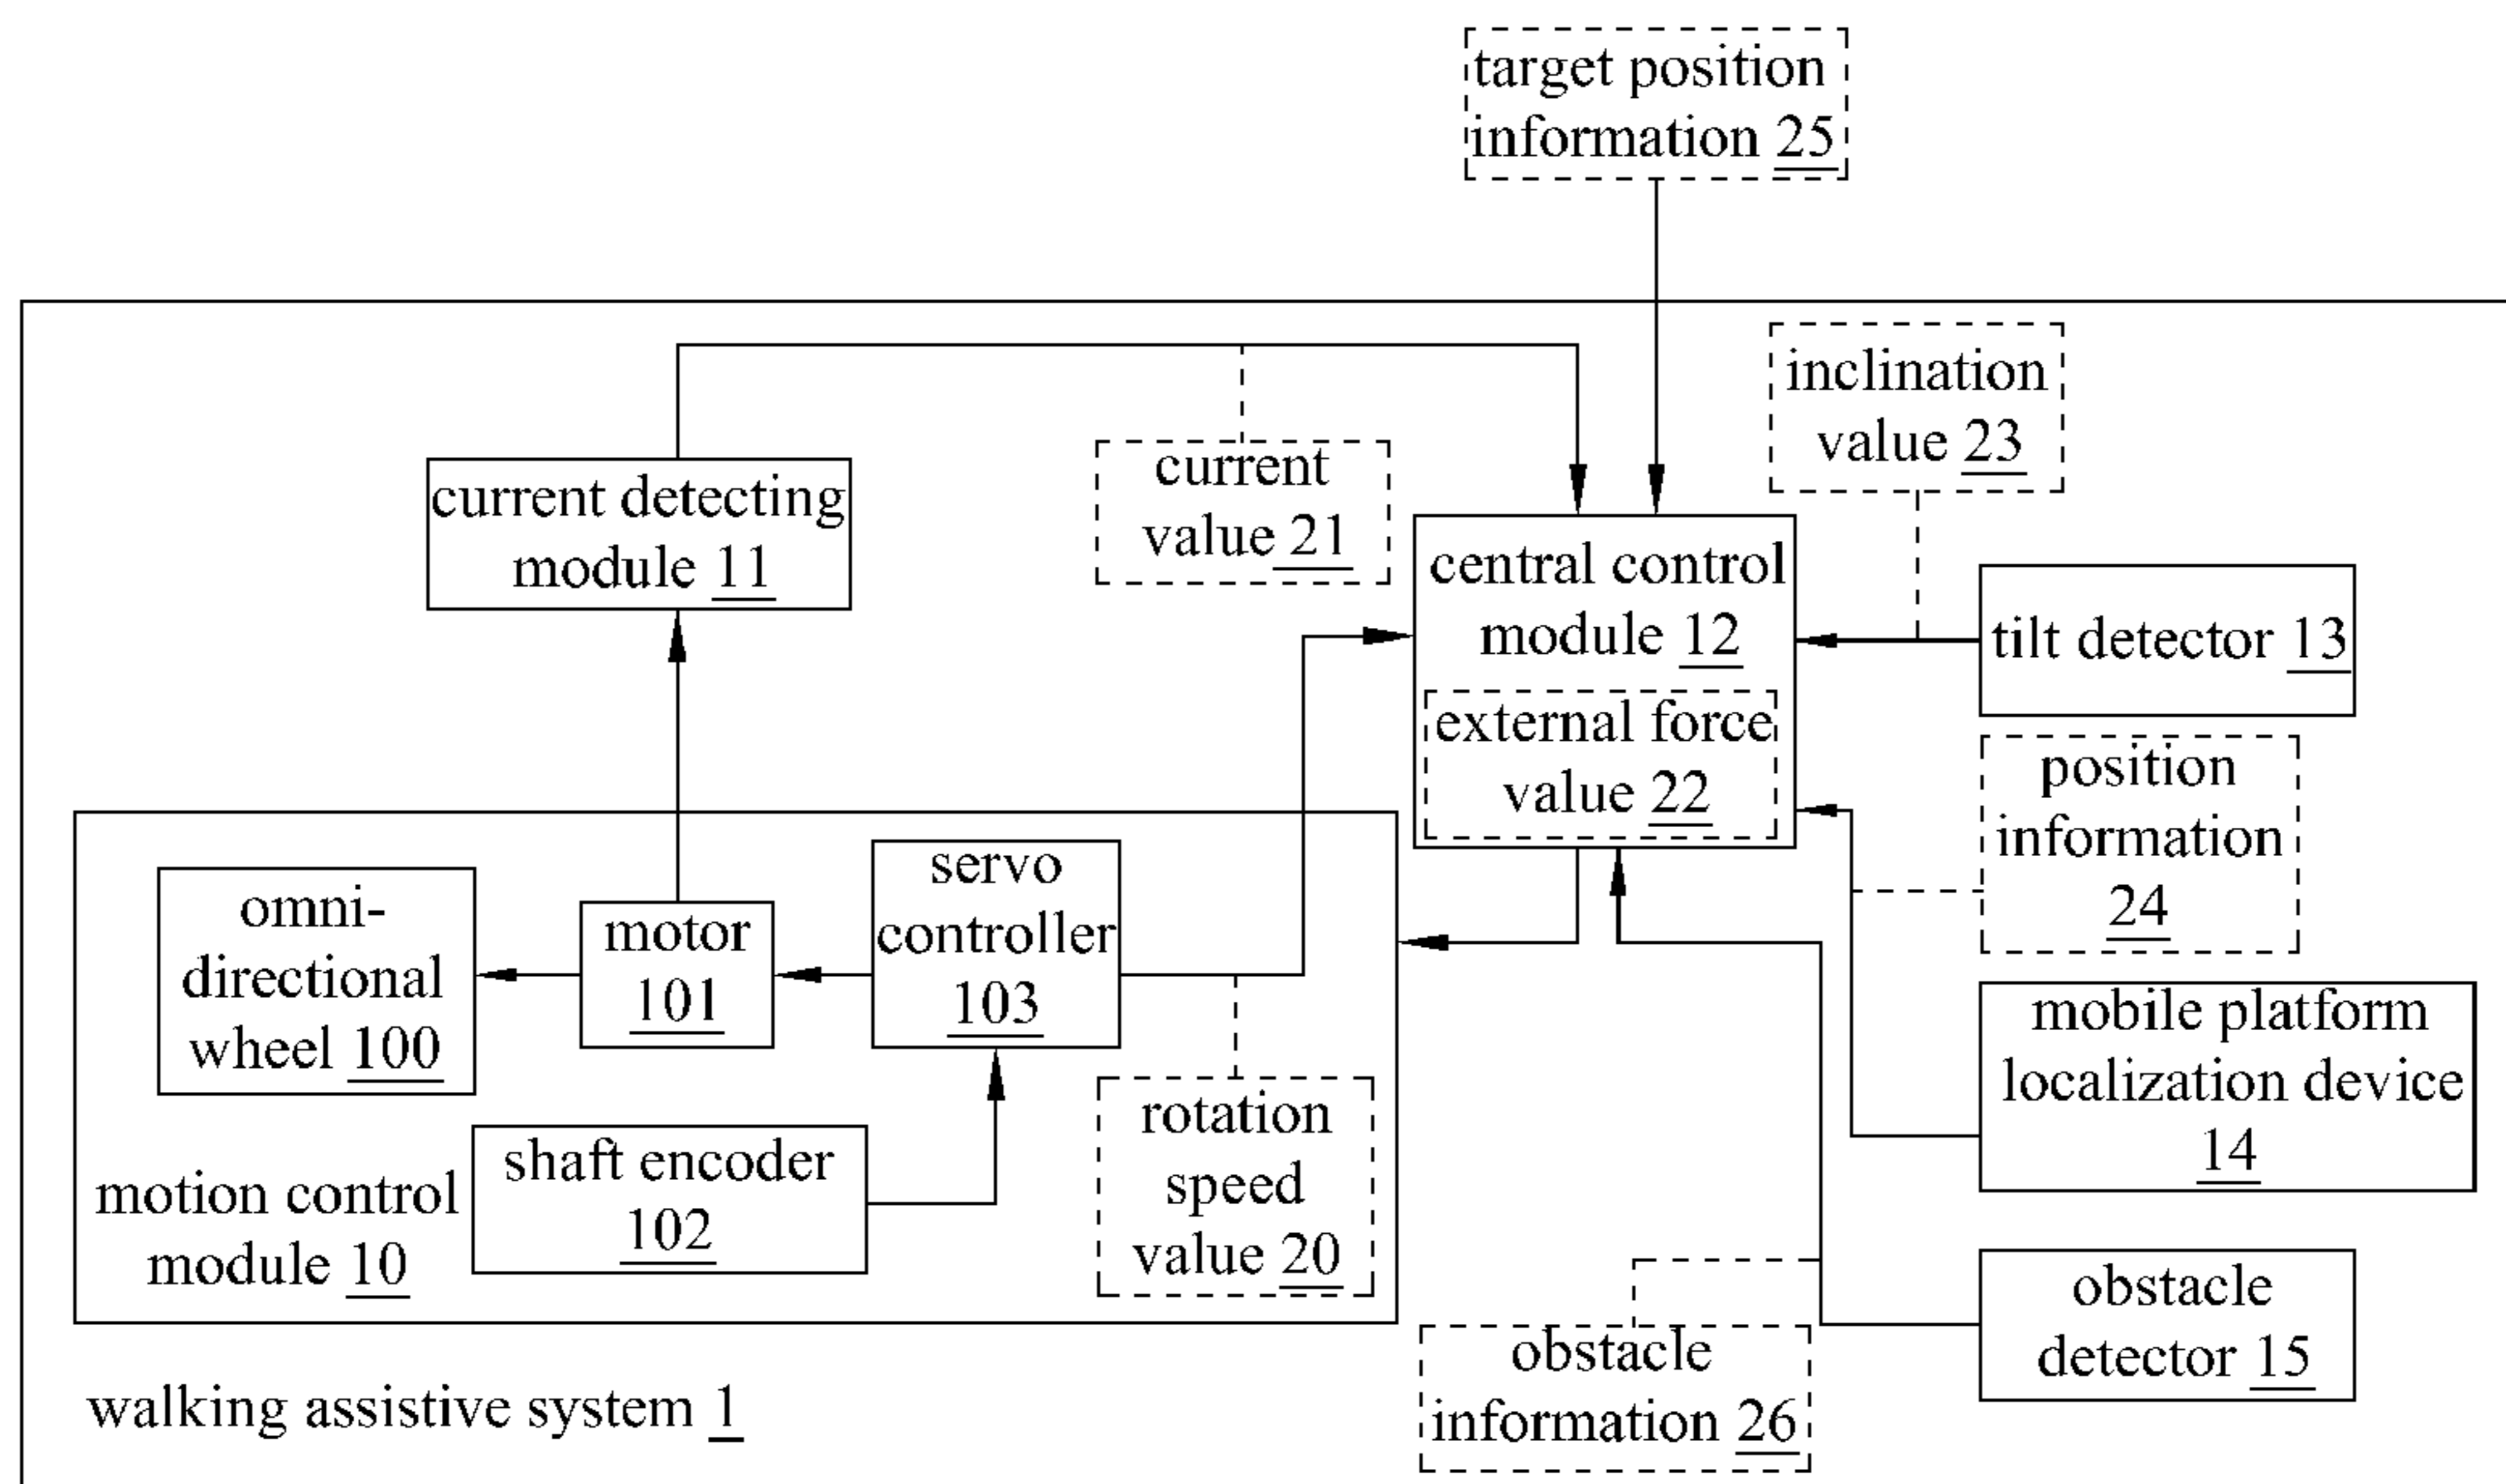 target position
information 25
inclination
value 23
current
value 21
current detecting
module 11
central control
module 12
external force
value 22
tilt detector 13
position
information
24
omni-
directional
wheel 100
motor
101
servo
controller
103
mobile platform
localization device
14
rotation
speed
value 20
shaft encoder
102
motion control
module 10
obstacle
detector 15
obstacle
information 26
walking assistive system 1